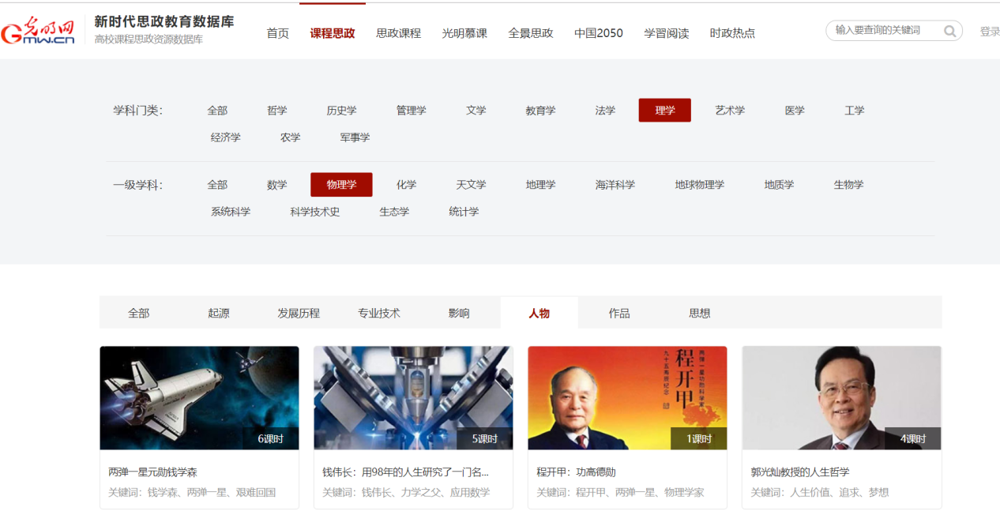 光明网
GMW.CN
新时代思政教育数据库
高校课程思政资源数据库
首页 课程思政 思政课程 光明慕课 全景思政 中国2050 学习阅读 时政热点
输入要查询的关键词
登录
学科门类: 全部 哲学 历史学 管理学 文学 教育学 法学 理学 艺术学 医学 工学
经济学 农学 军事学
一级学科: 全部 数学 物理学 化学 天文学 地理学 海洋科学 地球物理学 地质学 生物学
系统科学 科学技术史 生态学 统计学
全部 起源 发展历程 专业技术 影响 人物 作品 思想
6课时
5课时
两弹一星功勋科学家
程开甲
九十五寿辰纪念
1课时
4课时
两弹一星元勋钱学森
关键词: 钱学森、两弹一星、艰难回国
钱伟长: 用98年的人生研究了一门名...
关键词: 钱伟长、力学之父、应用数学
程开甲: 功高德勋
关键词: 程开甲、两弹一星、物理学家
郭光灿教授的人生哲学
关键词: 人生价值、追求、梦想